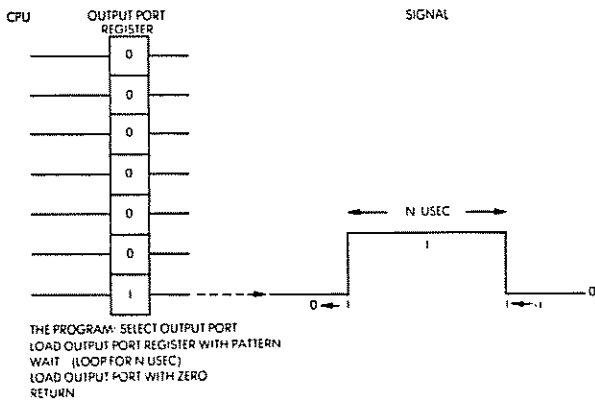 CPU
OUTPUT PORT
REGISTER
SIGNAL
0
0
0
0
0
0
1
N USEC
1
0
1
1
0
THE PROGRAM: SELECT OUTPUT PORT
LOAD OUTPUT PORT REGISTER WITH PATTERN
WAIT (LOOP FOR N USEC)
LOAD OUTPUT PORT WITH ZERO
RETURN